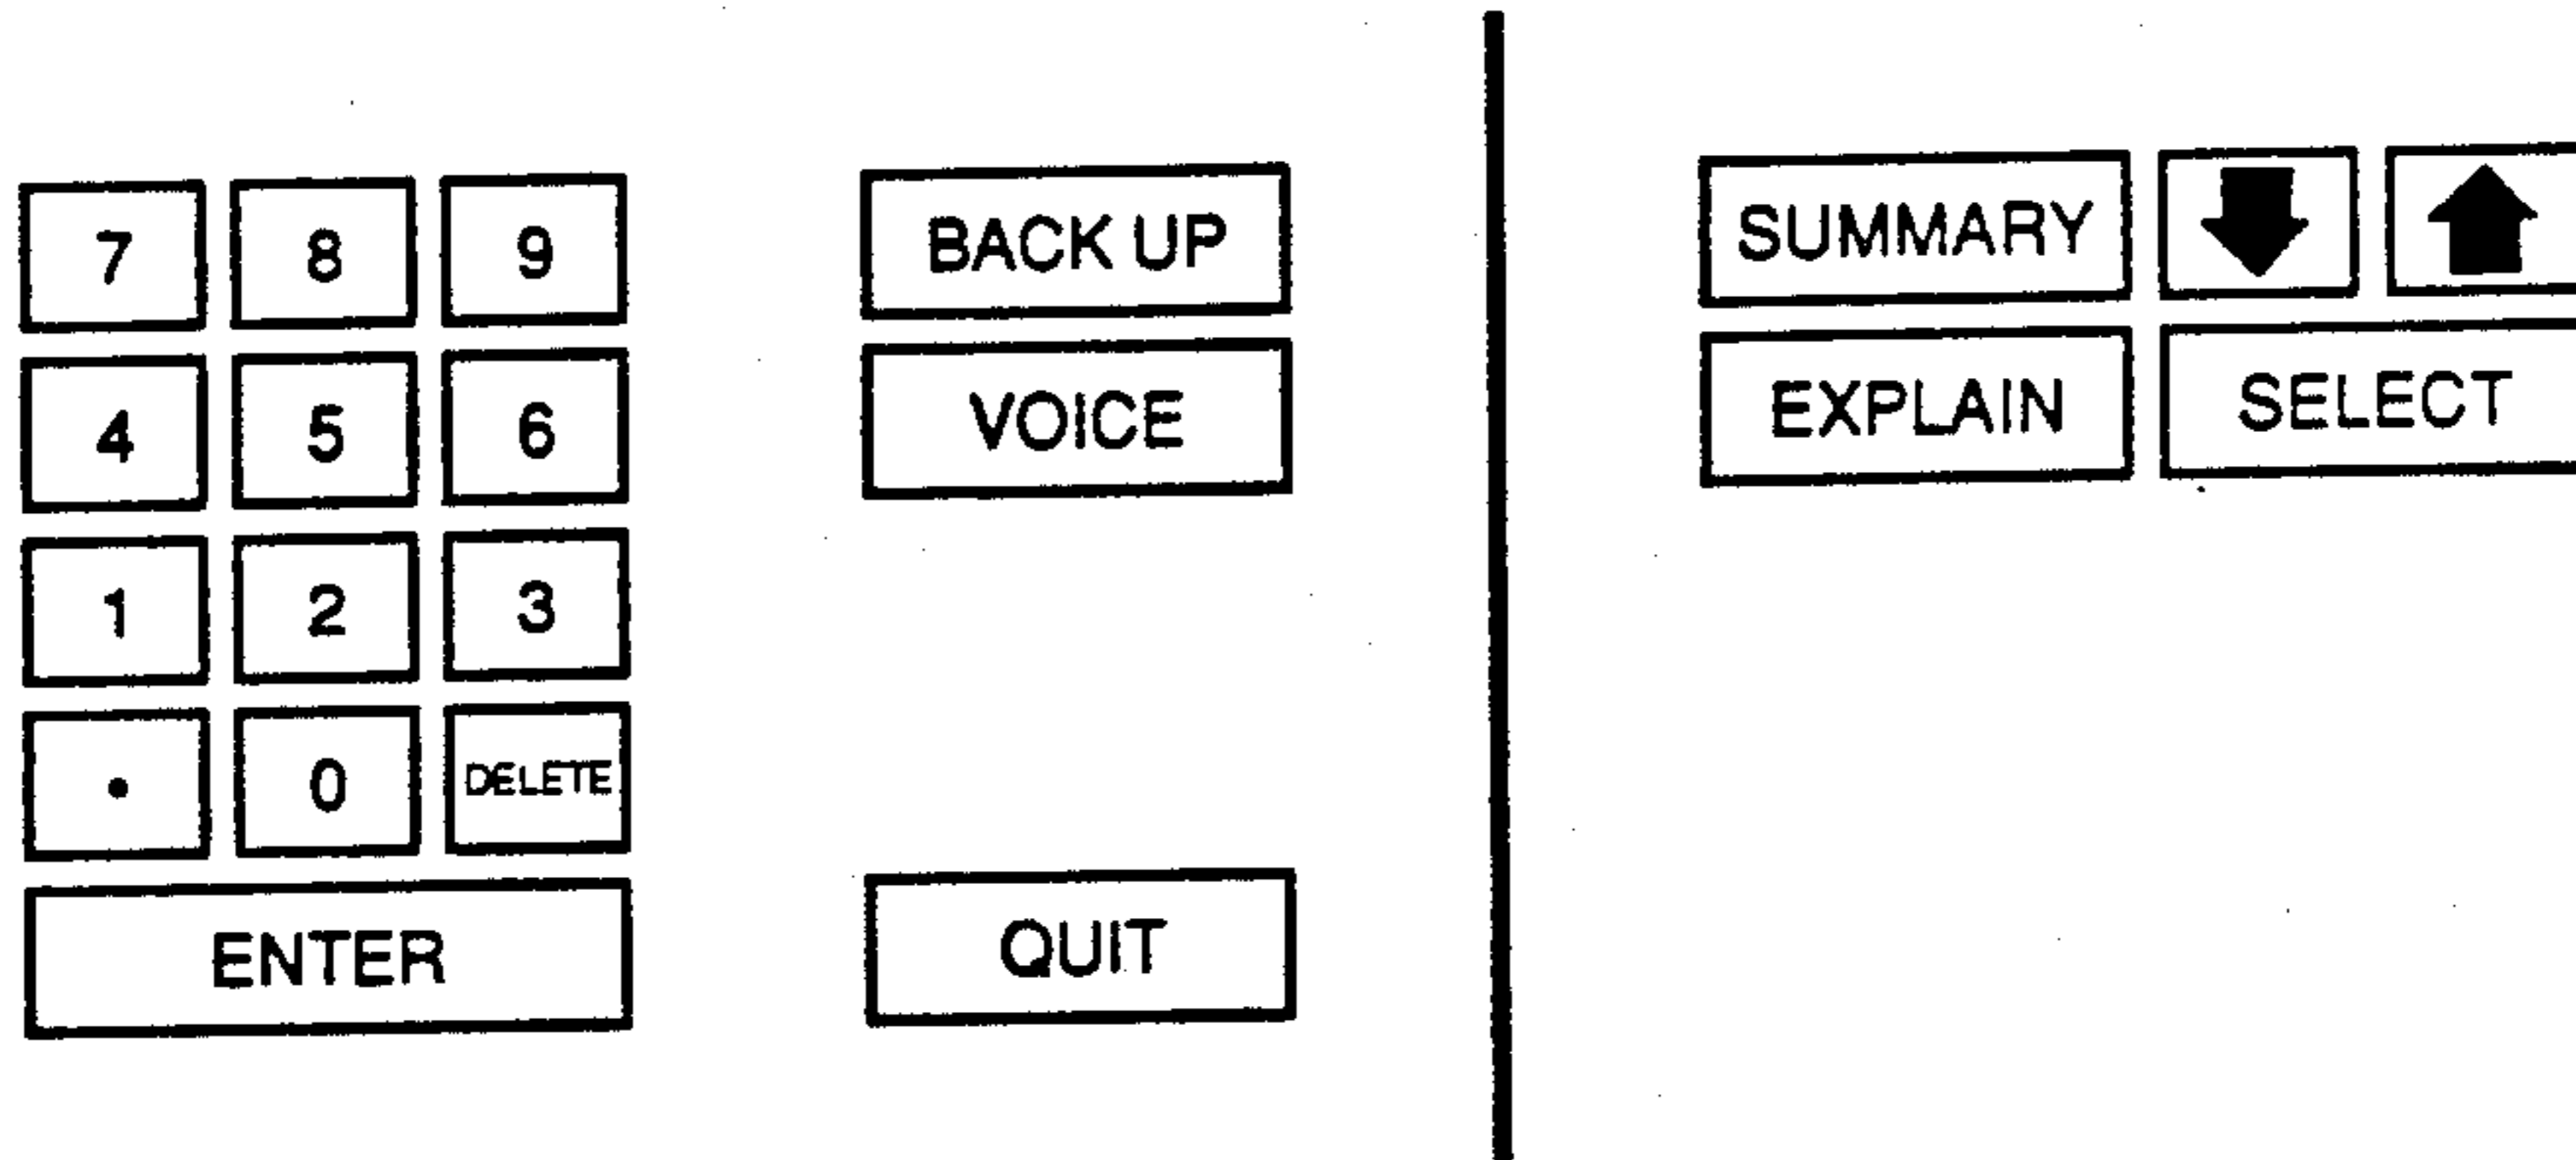 7 8 9 BACK UP SUMMARY
4 5 6 VOICE EXPLAIN SELECT
1 2 3
. 0 DELETE
ENTER QUIT